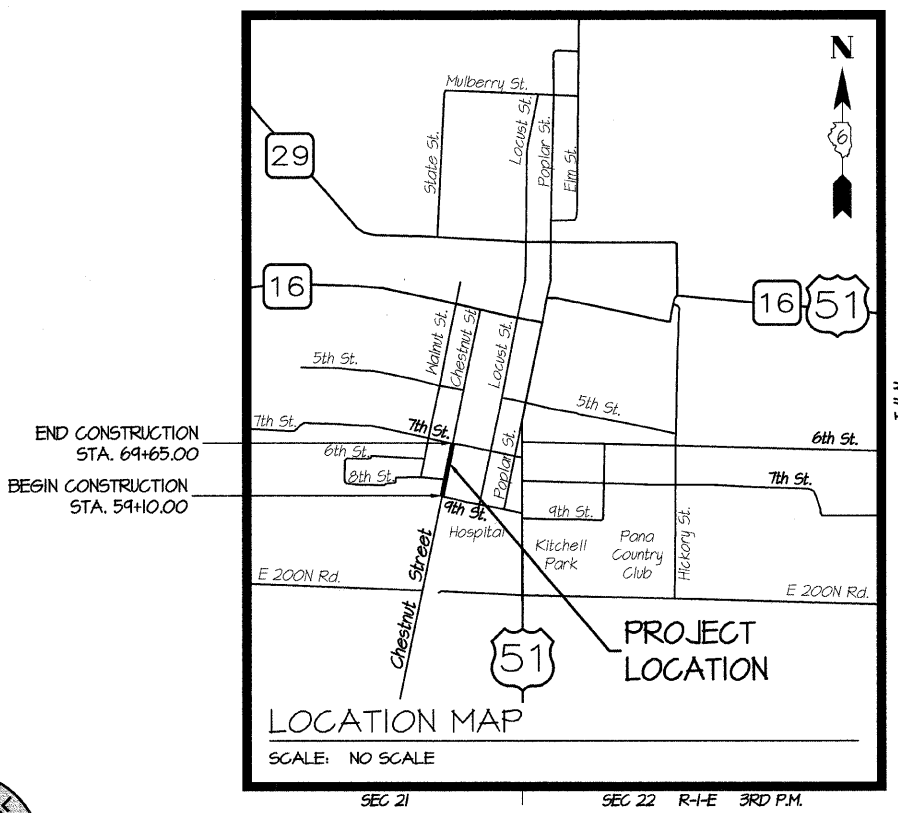 N
6
Mulberry St.
State St.
Locust St.
Poplar St.
Elm St.
29
16
16
51
Walnut St.
Chestnut St.
Locust St.
5th St.
5th St.
7th St.
7th St.
6th St.
END CONSTRUCTION
STA. 69+65.00
6th St.
Poplar St.
8th St.
7th St.
BEGIN CONSTRUCTION
STA. 59+10.00
9th St.
9th St.
Hospital
Kitchell
Park
Pana
Country
Club
Hickory St.
Chestnut Street
E 200N Rd.
E 200N Rd.
PROJECT
LOCATION
51
LOCATION MAP
SCALE: NO SCALE
SEC 21
SEC 22 R-1-E 3RD P.M.